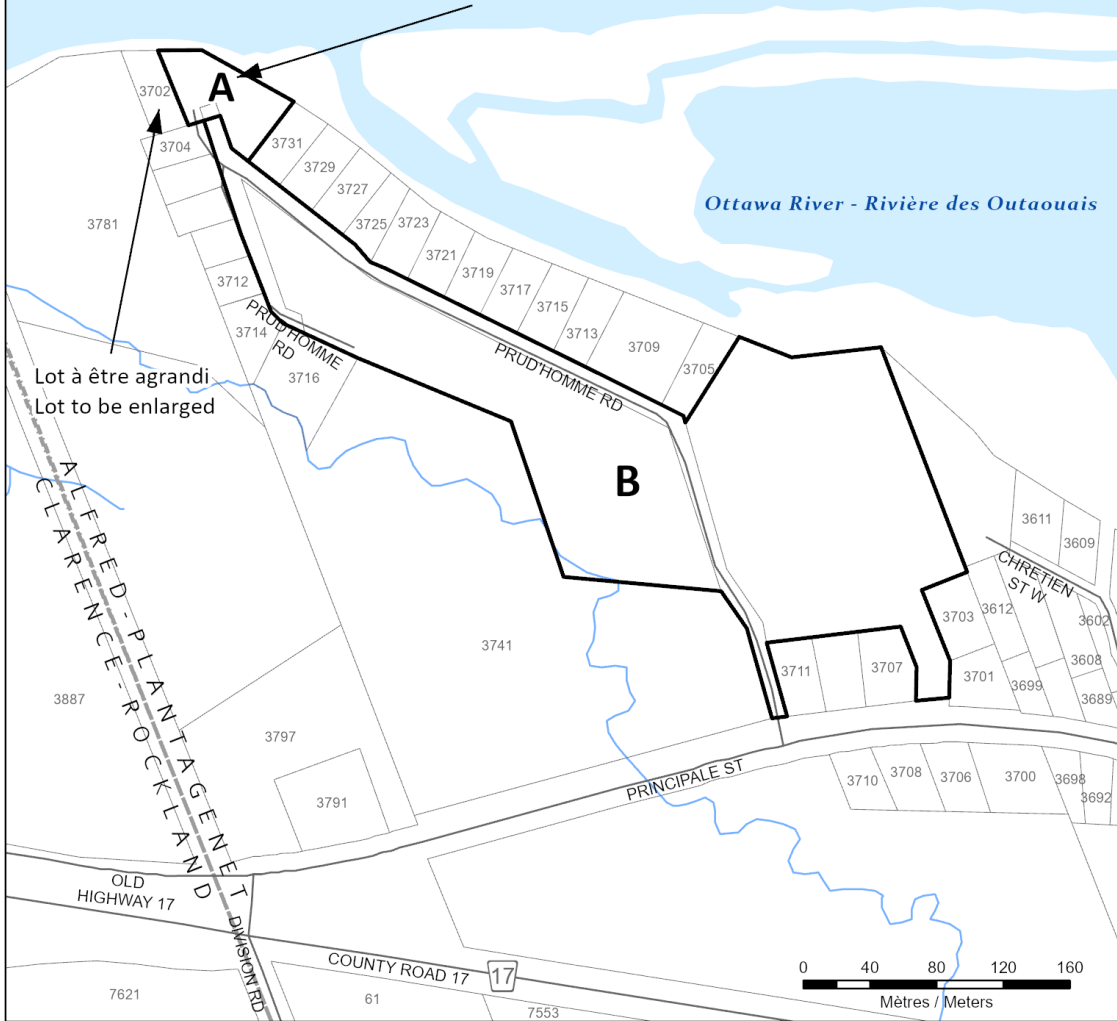 A
3702
3704
3731
3729
3727
3725
3723
3721
3719
3717
3715
3713
3709
3705
Ottawa River - Rivière des Outaouais
3781
3712
3714
PRUD'HOMME
RD
3716
PRUD'HOMME RD
Lot à être agrandi
Lot to be enlarged
B
ALFRED-PLANTAGENET
CLARENCE-ROCKLAND
3611
3609
CHRÉTIEN
ST W
3703
3612
3602
3608
3711
3707
3701
3699
3689
3741
3887
3797
3791
PRINCIPALE ST
3710
3708
3706
3700
3698
3692
OLD
HIGHWAY 17
DIVISION RD
COUNTY ROAD 17
17
7621
61
7553
0 40 80 120 160
Mètres / Meters